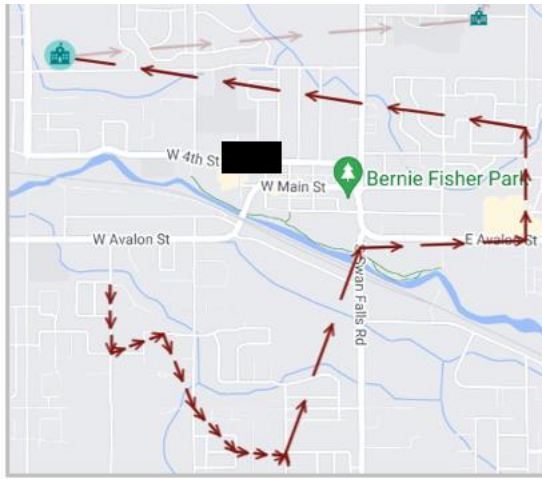 W 4th St
W Main St
Bernie Fisher Park
W Avalon St
E Avalon St
S Swan Falls Rd